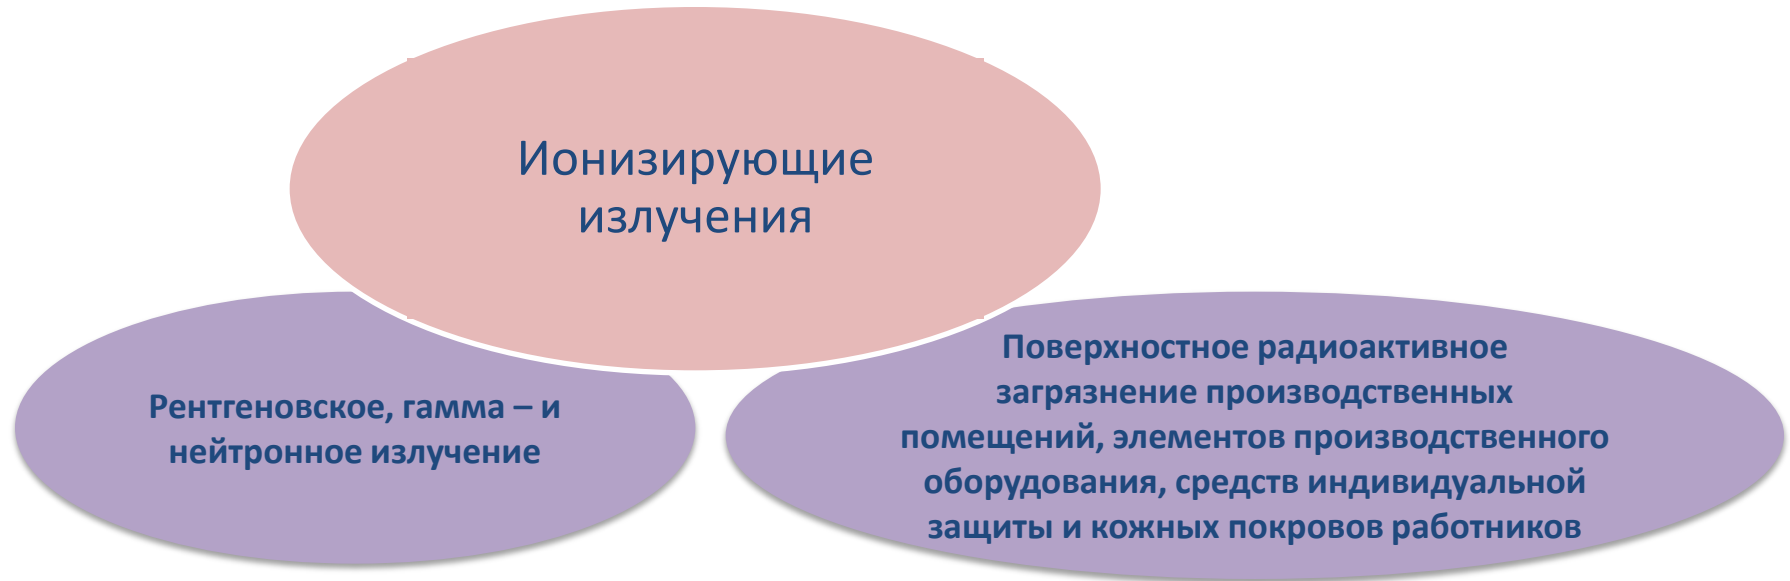 Ионизирующие
излучения
Рентгеновское, гамма – и
нейтронное излучение
Поверхностное радиоактивное
загрязнение производственных
помещений, элементов производственного
оборудования, средств индивидуальной
защиты и кожных покровов работников